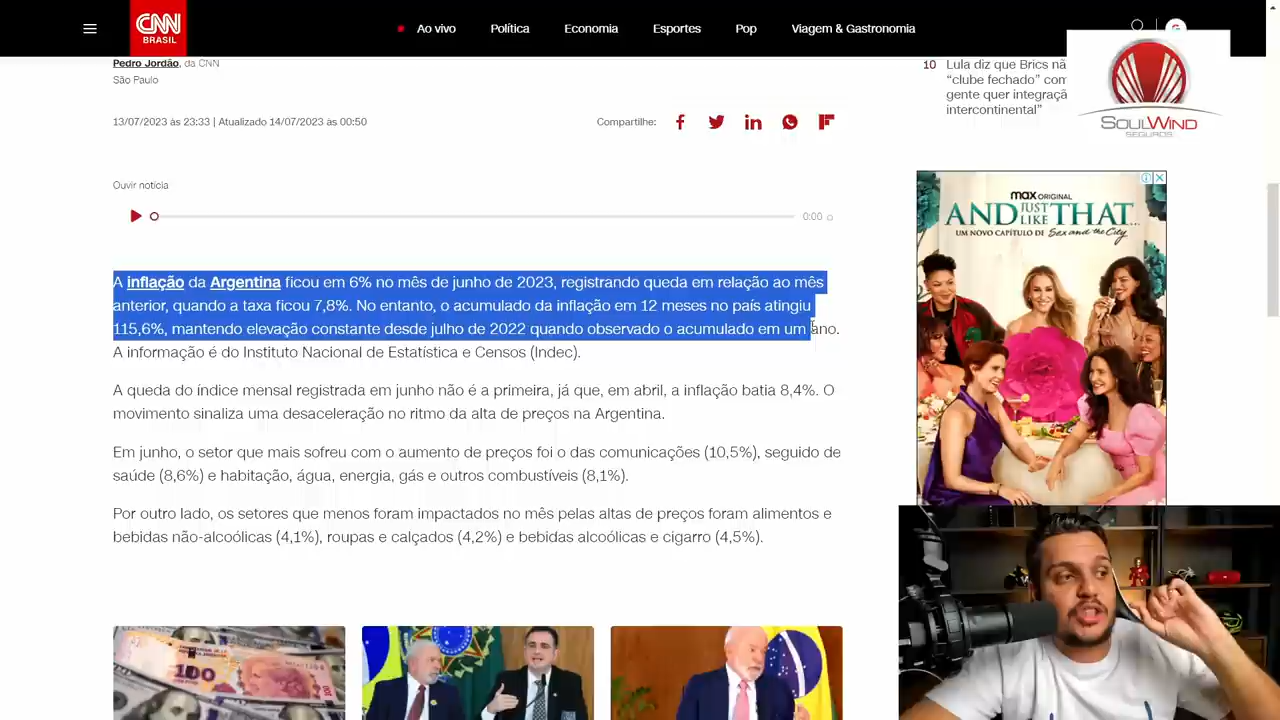 CNN
BRASIL
Ao vivo
Política
Economia
Esportes
Pop
Viagem & Gastronomia
Pedro Jordão, da CNN
São Paulo
13/07/2023 às 23:33 | Atualizado 14/07/2023 às 00:50
Compartilhe:
Ouvir notícia
0:00
A inflação da Argentina ficou em 6% no mês de junho de 2023, registrando queda em relação ao mês
anterior, quando a taxa ficou 7,8%. No entanto, o acumulado da inflação em 12 meses no país atingiu
115,6%, mantendo elevação constante desde julho de 2022 quando observado o acumulado em um ano.
A informação é do Instituto Nacional de Estatística e Censos (Indec).
A queda do índice mensal registrada em junho não é a primeira, já que, em abril, a inflação batia 8,4%. O
movimento sinaliza uma desaceleração no ritmo da alta de preços na Argentina.
Em junho, o setor que mais sofreu com o aumento de preços foi o das comunicações (10,5%), seguido de
saúde (8,6%) e habitação, água, energia, gás e outros combustíveis (8,1%).
Por outro lado, os setores que menos foram impactados no mês pelas altas de preços foram alimentos e
bebidas não-alcoólicas (4,1%), roupas e calçados (4,2%) e bebidas alcoólicas e cigarro (4,5%).
10 Lula diz que Brics nã
"clube fechado" com
gente quer integraçã
intercontinental"
SOULWIND
SEGUROS
max ORIGINAL
AND JUST LIKE THAT...
UM NOVO CAPÍTULO DE Sex and the City
100